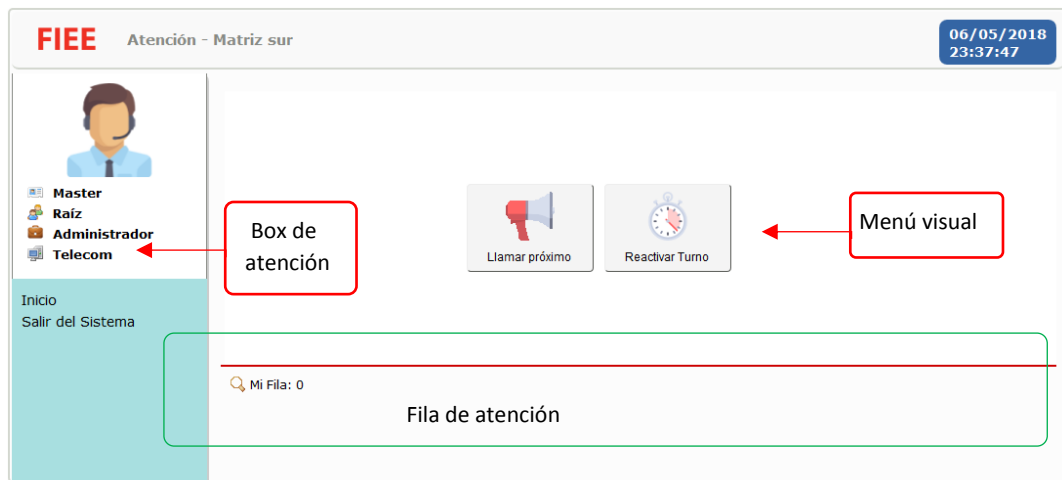 FIEE Atención - Matriz sur
06/05/2018
23:37:47
Master
Raíz
Administrador
Telecom
Box de
atención
Llamar próximo
Reactivar Turno
Menú visual
Inicio
Salir del Sistema
Mi Fila: 0
Fila de atención